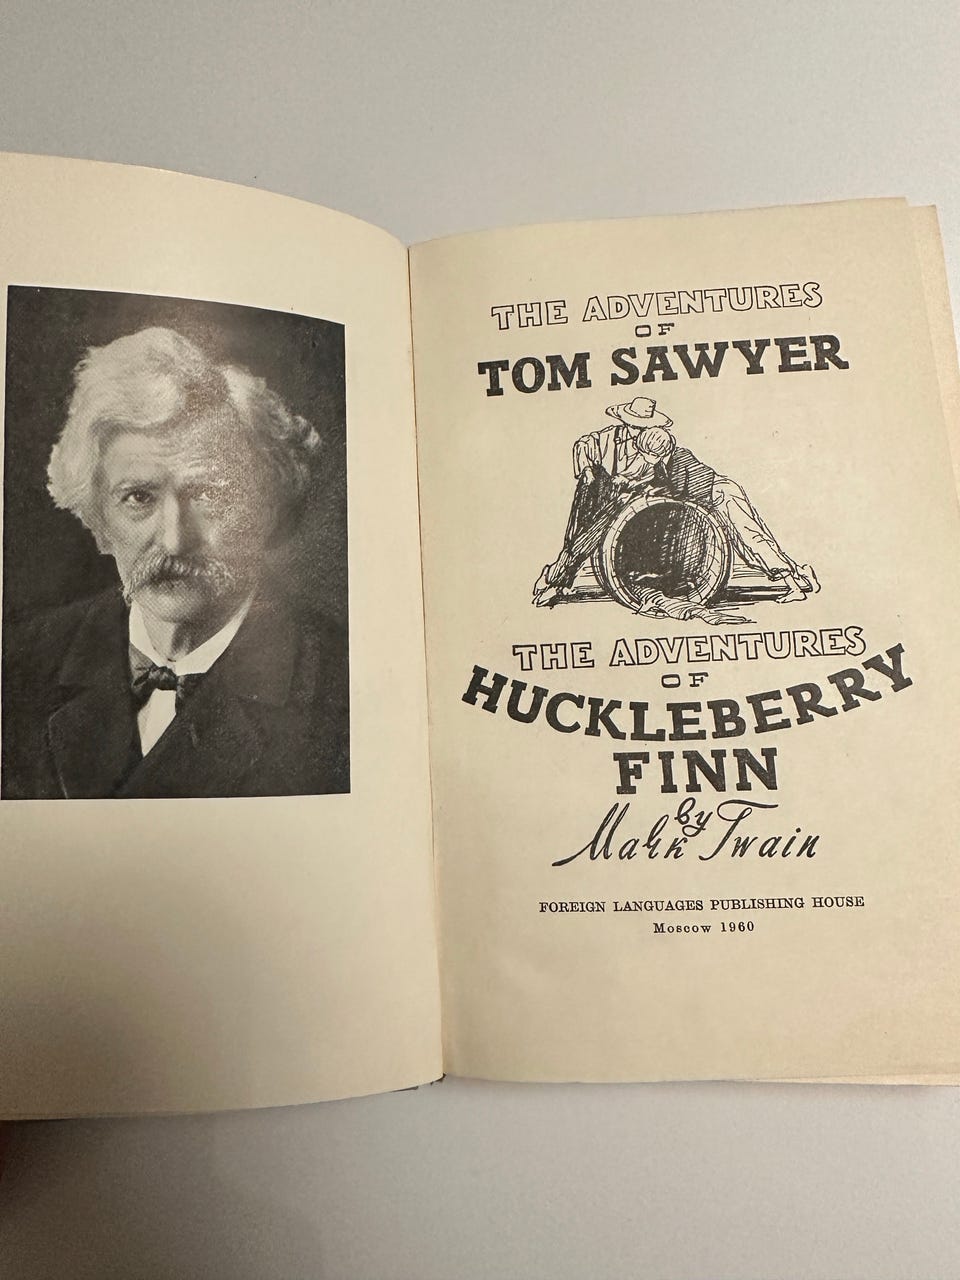 THE ADVENTURES
OF
TOM SAWYER
THE ADVENTURES
OF
HUCKLEBERRY
FINN
by
Mark Twain
FOREIGN LANGUAGES PUBLISHING HOUSE
Moscow 1960